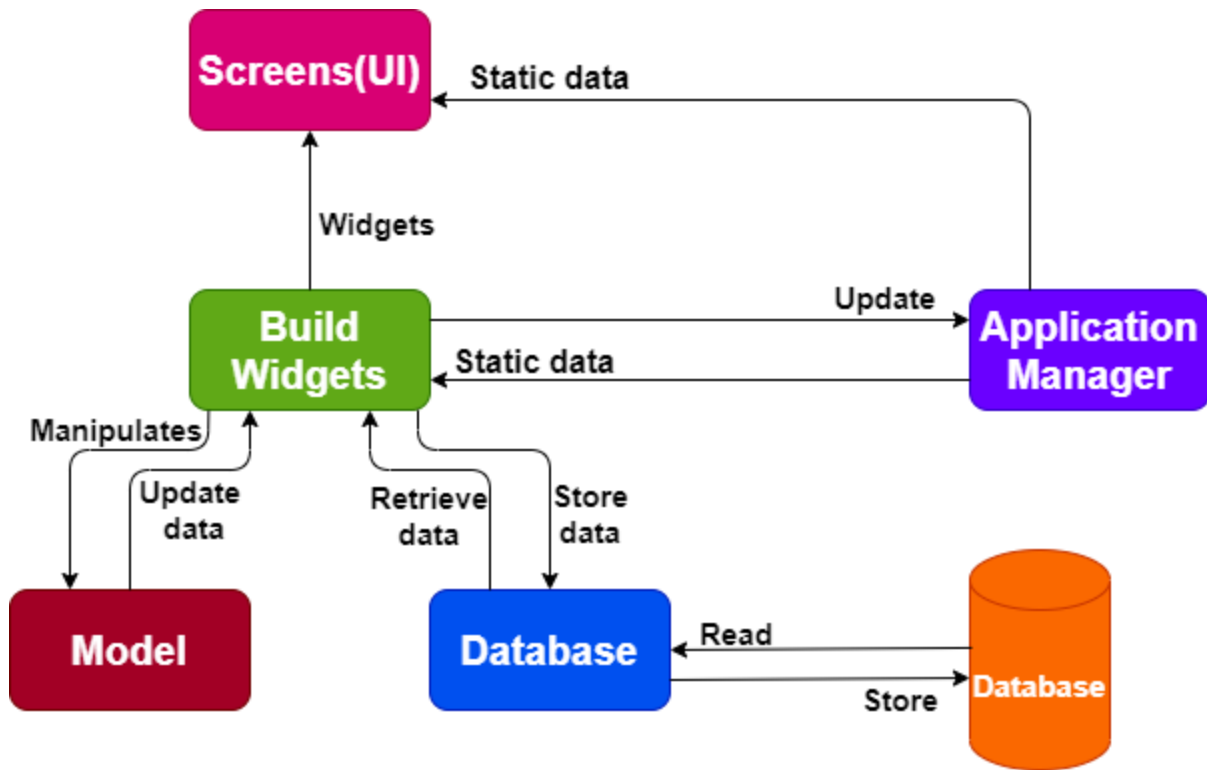 Screens(UI)
Static data
Widgets
Build
Widgets
Update
Static data
Application
Manager
Manipulates
Update
data
Retrieve
data
Store
data
Model
Database
Read
Store
Database